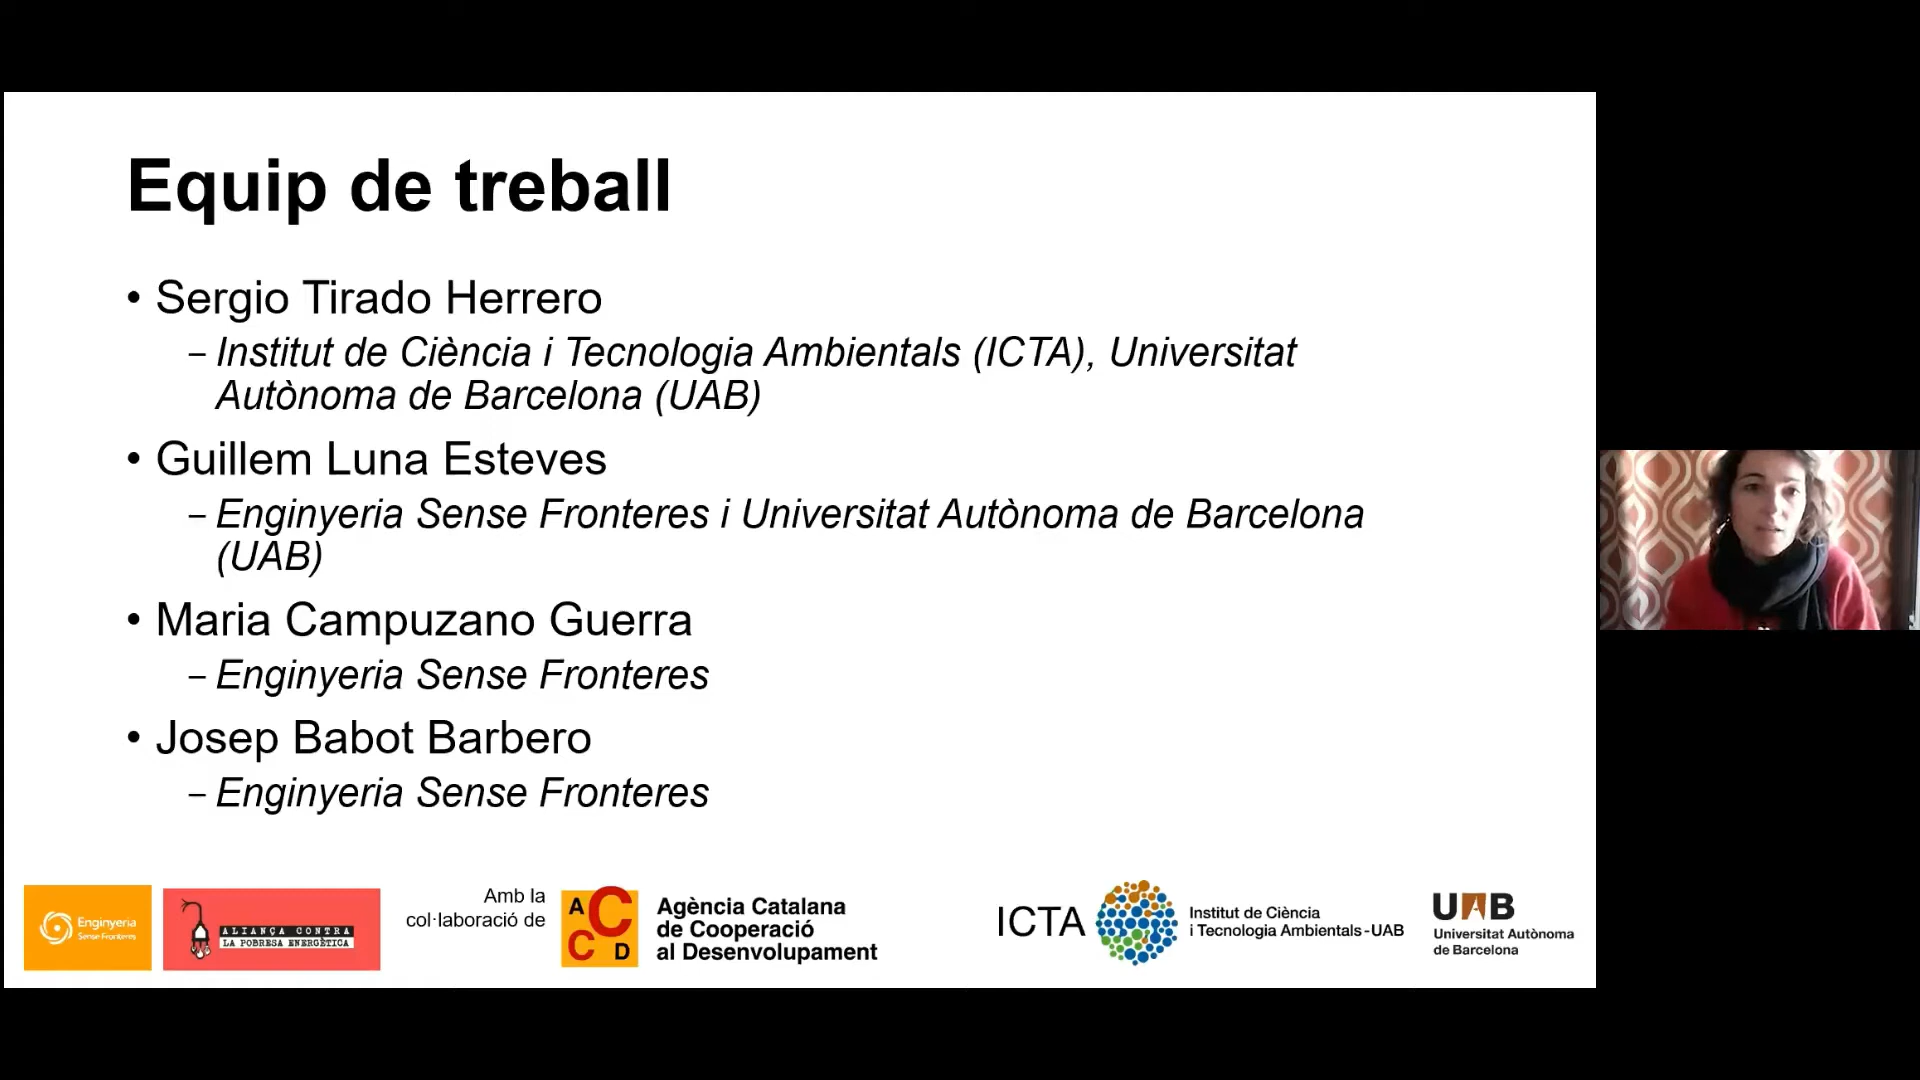 Equip de treball
• Sergio Tirado Herrero
– Institut de Ciència i Tecnologia Ambientals (ICTA), Universitat
Autònoma de Barcelona (UAB)
• Guillem Luna Esteves
– Enginyeria Sense Fronteres i Universitat Autònoma de Barcelona
(UAB)
• Maria Campuzano Guerra
– Enginyeria Sense Fronteres
• Josep Babot Barbero
– Enginyeria Sense Fronteres
Enginyeria
Sense Fronteres
ALIANÇA CONTRA
LA POBRESA ENERGÈTICA
Amb la
col·laboració de
ACCD
Agència Catalana
de Cooperació
al Desenvolupament
ICTA
Institut de Ciència
i Tecnologia Ambientals-UAB
UAB
Universitat Autònoma
de Barcelona